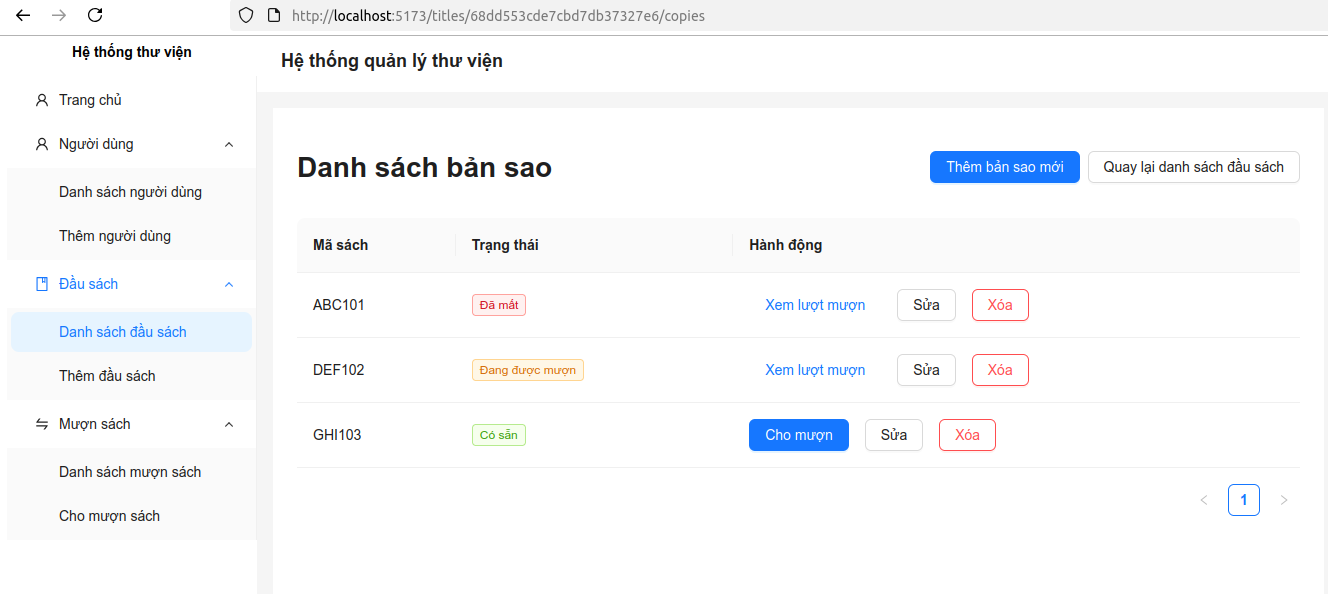 http://localhost:5173/titles/68dd553cde7cbd7db37327e6/copies
Hệ thống thư viện
Hệ thống quản lý thư viện
Trang chủ
Người dùng
Danh sách người dùng
Thêm người dùng
Đầu sách
Danh sách đầu sách
Thêm đầu sách
Mượn sách
Danh sách mượn sách
Cho mượn sách
Danh sách bản sao
Thêm bản sao mới
Quay lại danh sách đầu sách
Mã sách Trạng thái Hành động
ABC101 Đã mất Xem lượt mượn Sửa Xóa
DEF102 Đang được mượn Xem lượt mượn Sửa Xóa
GHI103 Có sẵn Cho mượn Sửa Xóa
1